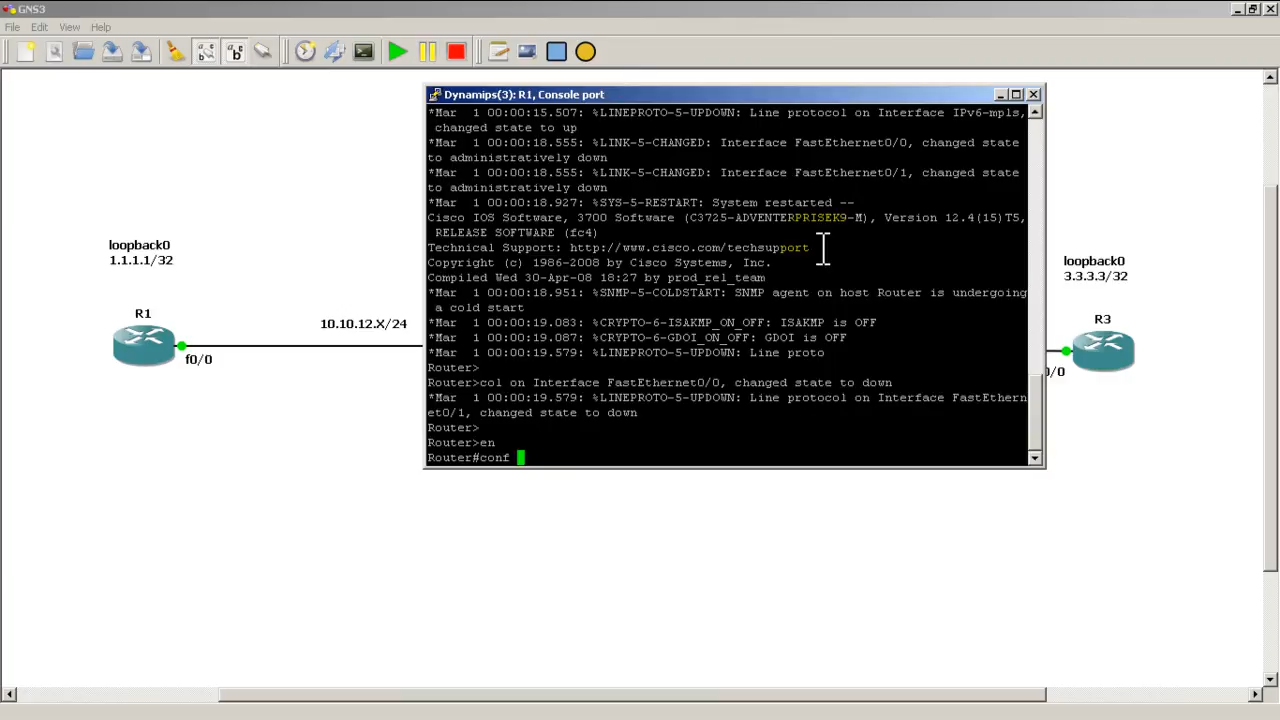 GNS3
File Edit View Help
Dynamips(3): R1, Console port
*Mar  1 00:00:15.507: %LINEPROTO-5-UPDOWN: Line protocol on Interface IPv6-mpls,
 changed state to up
*Mar  1 00:00:18.555: %LINK-5-CHANGED: Interface FastEthernet0/0, changed state
to administratively down
*Mar  1 00:00:18.555: %LINK-5-CHANGED: Interface FastEthernet0/1, changed state
to administratively down
*Mar  1 00:00:18.927: %SYS-5-RESTART: System restarted --
Cisco IOS Software, 3700 Software (C3725-ADVENTERPRISEK9-M), Version 12.4(15)T5,
 RELEASE SOFTWARE (fc4)
Technical Support: http://www.cisco.com/techsupport
Copyright (c) 1986-2008 by Cisco Systems, Inc.
Compiled Wed 30-Apr-08 18:27 by prod_rel_team
*Mar  1 00:00:18.951: %SNMP-5-COLDSTART: SNMP agent on host Router is undergoing
 a cold start
*Mar  1 00:00:19.083: %CRYPTO-6-ISAKMP_ON_OFF: ISAKMP is OFF
*Mar  1 00:00:19.087: %CRYPTO-6-GDOI_ON_OFF: GDOI is OFF
*Mar  1 00:00:19.579: %LINEPROTO-5-UPDOWN: Line proto
Router>
Router>col on Interface FastEthernet0/0, changed state to down
*Mar  1 00:00:19.579: %LINEPROTO-5-UPDOWN: Line protocol on Interface FastEthern
et0/1, changed state to down
Router>
Router>en
Router#conf
loopback0
1.1.1.1/32
R1
f0/0
10.10.12.X/24
loopback0
3.3.3.3/32
R3
0/0